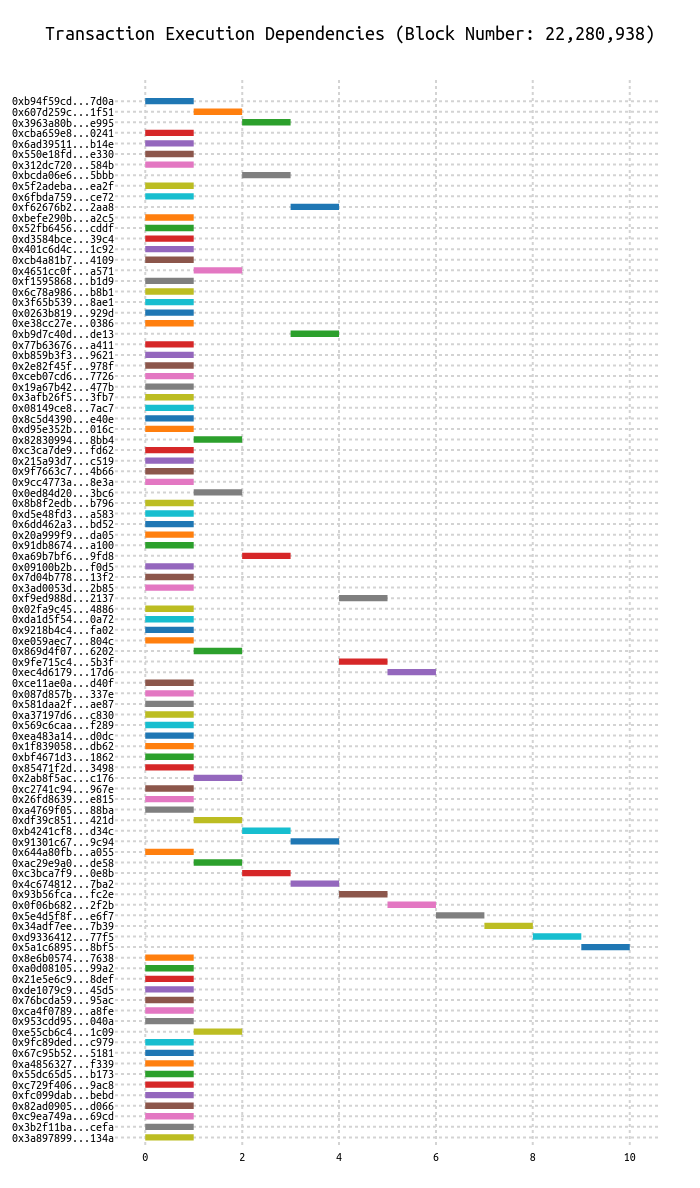 Transaction Execution Dependencies (Block Number: 22,280,938)
0xb94f59cd...7d0a
0x607d259c...1f51
0x3963a80b...e995
0xcba659e8...0241
0x6ad39511...b14e
0x550e18fd...e330
0x312dc720...584b
0xbcda06e6...5bbb
0x5f2adeba...ea2f
0x6fbda759...ce72
0xf62676b2...2aa8
0xbefe290b...a2c5
0x52fb6456...cddf
0xd3584bce...39c4
0x401c6d4c...1c92
0xcb4a81b7...4109
0x4651cc0f...a571
0xf1595868...b1d9
0x6c78a986...b8b1
0x3f65b539...8ae1
0x0263b819...929d
0xe38cc27e...0386
0xb9d7c40d...de13
0x77b63676...a411
0xb859b3f3...9621
0x2e82f45f...978f
0xceb07cd6...7726
0x19a67b42...477b
0x3afb26f5...3fb7
0x08149ce8...7ac7
0x8c5d4390...e40e
0xd95e352b...016c
0x82830994...8bb4
0xc3ca7de9...fd62
0x215a93d7...c519
0x9f7663c7...4b66
0x9cc4773a...8e3a
0x0ed84d20...3bc6
0x8b8f2edb...b796
0xd5e48fd3...a583
0x6dd462a3...bd52
0x20a999f9...da05
0x91db8674...a100
0xa69b7bf6...9fd8
0x09100b2b...f0d5
0x7d04b778...13f2
0x3ad0053d...2b85
0xf9ed988d...2137
0x02fa9c45...4886
0xda1d5f54...0a72
0x9218b4c4...fa02
0xe059aec7...804c
0x869d4f07...6202
0x9fe715c4...5b3f
0xec4d6179...17d6
0xce11ae0a...d40f
0x087d857b...337e
0x581daa2f...ae87
0xa37197d6...c830
0x569c6caa...f289
0xea483a14...d0dc
0x1f839058...db62
0xbf4671d3...1862
0x85471f2d...3498
0x2ab8f5ac...c176
0xc2741c94...967e
0x26fd8639...e815
0xa4769f05...88ba
0xdf39c851...421d
0xb4241cf8...d34c
0x91301c67...9c94
0x644a80fb...a055
0xac29e9a0...de58
0xc3bca7f9...0e8b
0x4c674812...7ba2
0x93b56fca...fc2e
0x0f06b682...2f2b
0x5e4d5f8f...e6f7
0x34adf7ee...7b39
0xd9336412...77f5
0x5a1c6895...8bf5
0x8e6b0574...7638
0xa0d08105...99a2
0x21e5e6c9...8def
0xde1079c9...45d5
0x76bcda59...95ac
0xca4f0789...a8fe
0x953cdd95...040a
0xe55cb6c4...1c09
0x9fc89ded...c979
0x67c95b52...5181
0xa4856327...f339
0x55dc65d5...b173
0xc729f406...9ac8
0xfc099dab...bebd
0x82ad0905...d066
0xc9ea749a...69cd
0x3b2f11ba...cefa
0x3a897899...134a
0 2 4 6 8 10